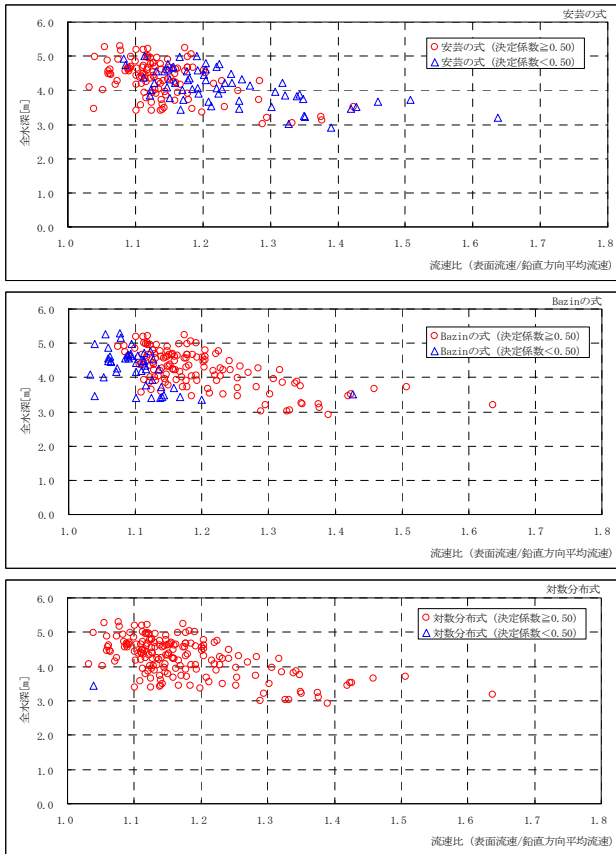 安芸の式
6.0
5.0
4.0
3.0
2.0
1.0
0.0
全水深[m]
安芸の式 (決定係数≧0.50)
安芸の式 (決定係数<0.50)
1.0 1.1 1.2 1.3 1.4 1.5 1.6 1.7 1.8
流速比 (表面流速/鉛直方向平均流速)
Bazinの式
6.0
5.0
4.0
3.0
2.0
1.0
0.0
全水深[m]
Bazinの式 (決定係数≧0.50)
Bazinの式 (決定係数<0.50)
1.0 1.1 1.2 1.3 1.4 1.5 1.6 1.7 1.8
流速比 (表面流速/鉛直方向平均流速)
対数分布式
6.0
5.0
4.0
3.0
2.0
1.0
0.0
全水深[m]
対数分布式 (決定係数≧0.50)
対数分布式 (決定係数<0.50)
1.0 1.1 1.2 1.3 1.4 1.5 1.6 1.7 1.8
流速比 (表面流速/鉛直方向平均流速)